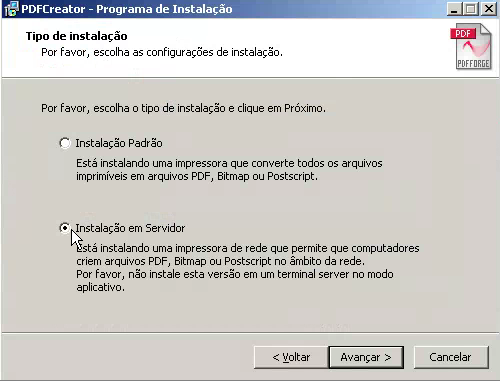 PDFCreator - Programa de Instalação
Tipo de instalação
Por favor, escolha as configurações de instalação.
PDF
PDFFORGE
Por favor, escolha o tipo de instalação e clique em Próximo.
Instalação Padrão
Está instalando uma impressora que converte todos os arquivos
imprimíveis em arquivos PDF, Bitmap ou Postscript.
Instalação em Servidor
Está instalando uma impressora de rede que permite que computadores
criem arquivos PDF, Bitmap ou Postscript no âmbito da rede.
Por favor, não instale esta versão em um terminal server no modo
aplicativo.
< Voltar
Avançar >
Cancelar